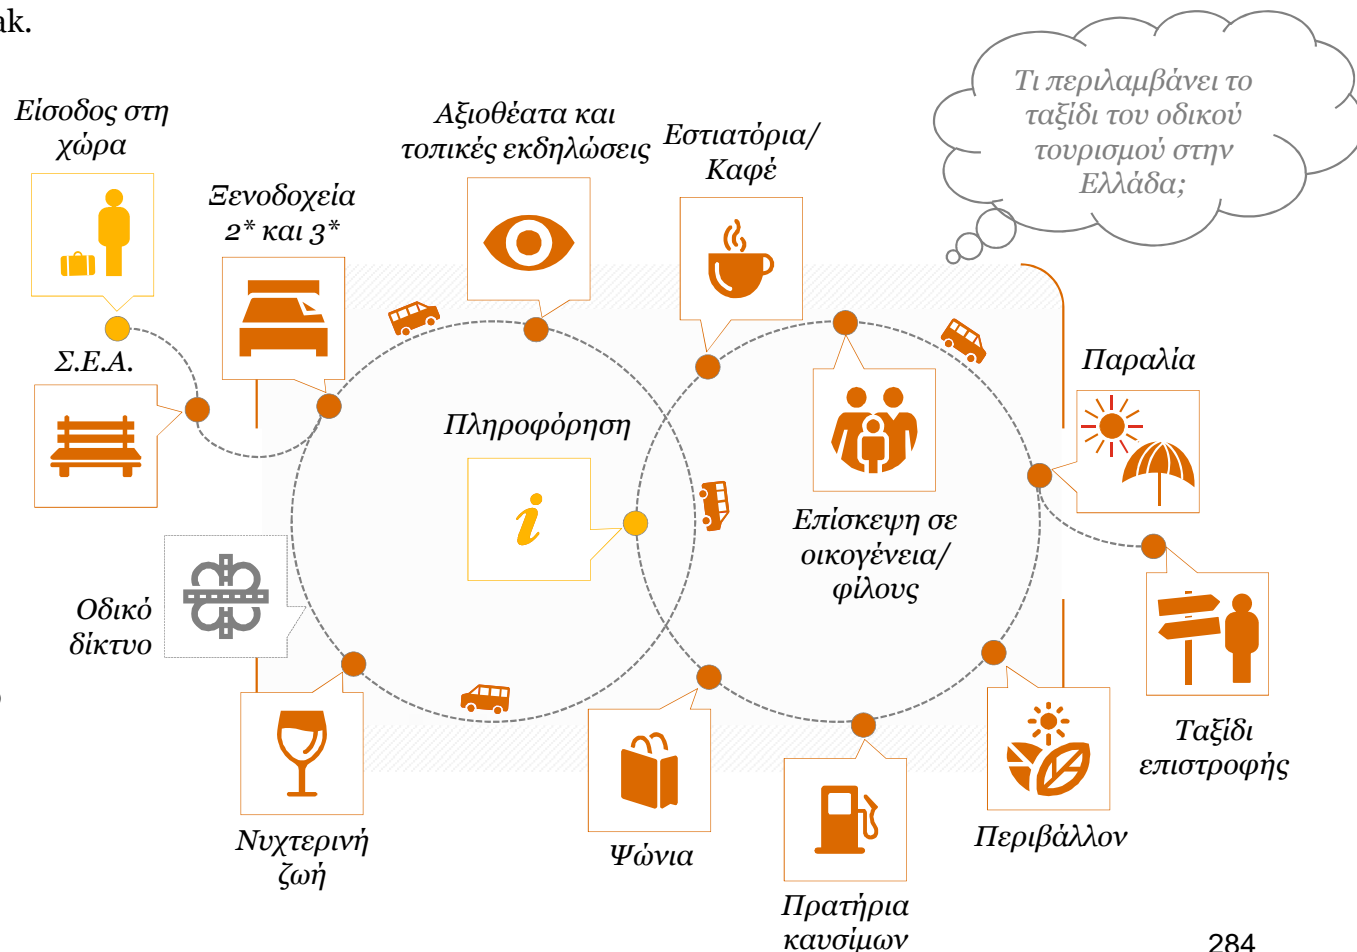 ak.
Είσοδος στη
χώρα
Σ.Ε.Α.
Ξενοδοχεία
2* και 3*
Αξιοθέατα και
τοπικές εκδηλώσεις
Εστιατόρια/
Καφέ
Τι περιλαμβάνει το
ταξίδι του οδικού
τουρισμού στην
Ελλάδα;
Παραλία
Πληροφόρηση
i
Επίσκεψη σε
οικογένεια/
φίλους
Οδικό
δίκτυο
Νυχτερινή
ζωή
Ψώνια
Πρατήρια
καυσίμων
Περιβάλλον
Ταξίδι
επιστροφής
284